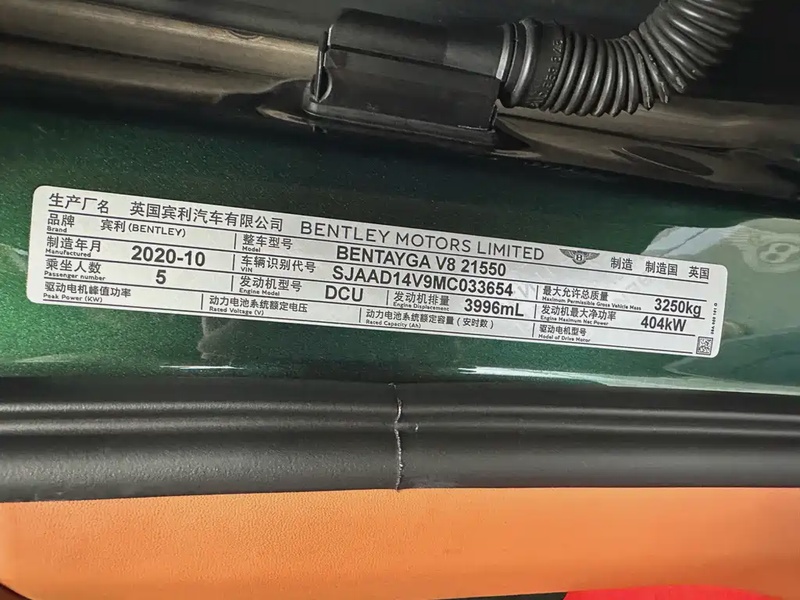 生产厂名 英国宾利汽车有限公司 BENTLEY MOTORS LIMITED 制造 制造国 英国
品牌 Brand 宾利(BENTLEY) 整车型号 Model BENTAYGA V8 21550
制造年月 Manufactured 2020-10 车辆识别代号 VIN SJAAD14V9MC033654 最大允许总质量 Maximum Permissible Gross Vehicle Mass 3250kg
乘坐人数 Passenger number 5 发动机型号 Engine Model DCU 发动机排量 Engine Displacement 3996mL 发动机最大净功率 Engine Maximum Net Power 404kW
驱动电机峰值功率 Peak Power (KW) 动力电池系统额定电压 Rated Voltage (V) 动力电池系统额定容量(安时数) Rated Capacity (Ah) 驱动电机型号 Model of Drive Motor